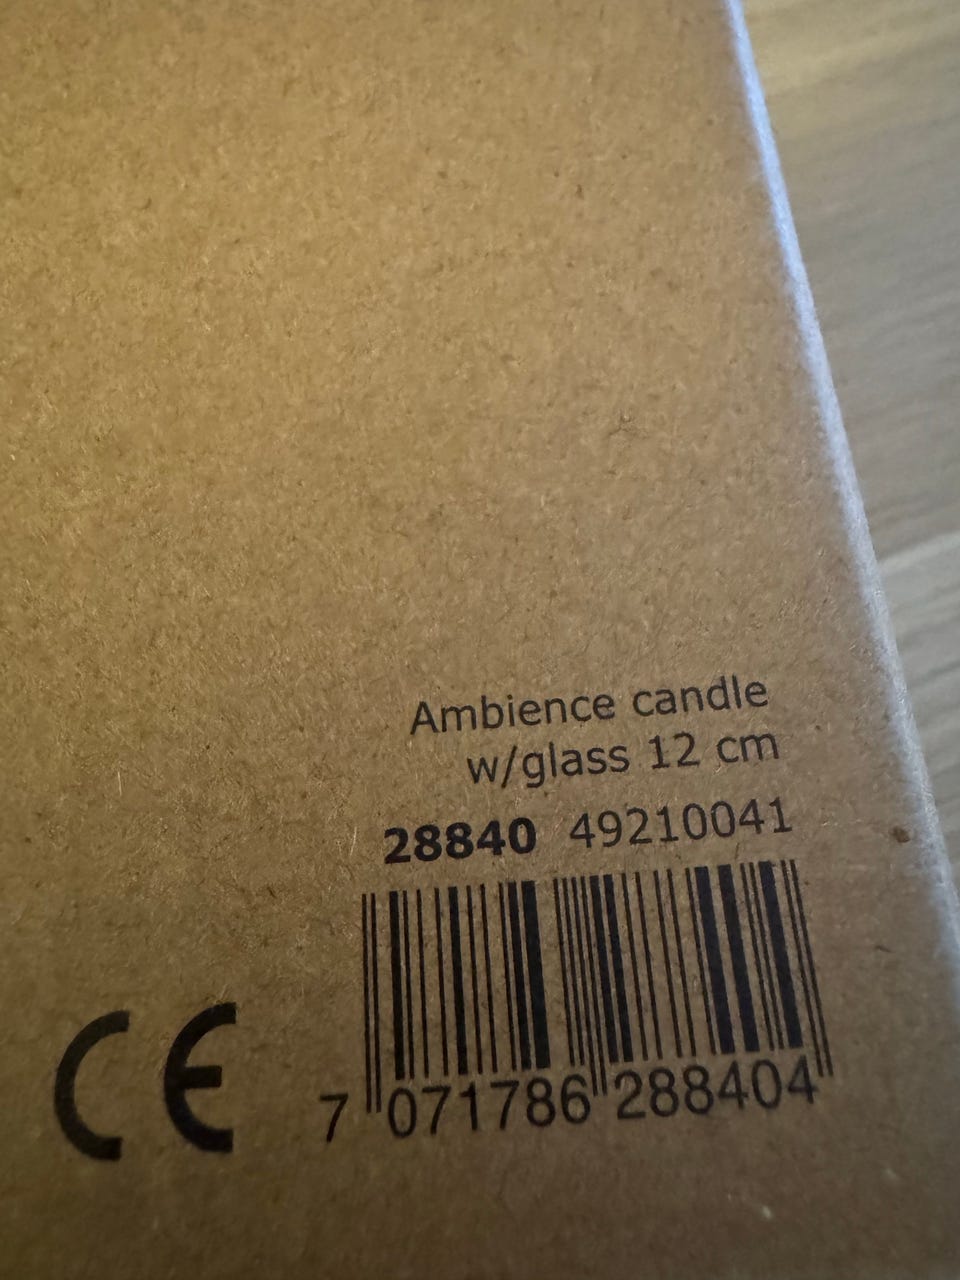 Ambience candle
w/glass 12 cm
28840 49210041
CE
7 071786 288404